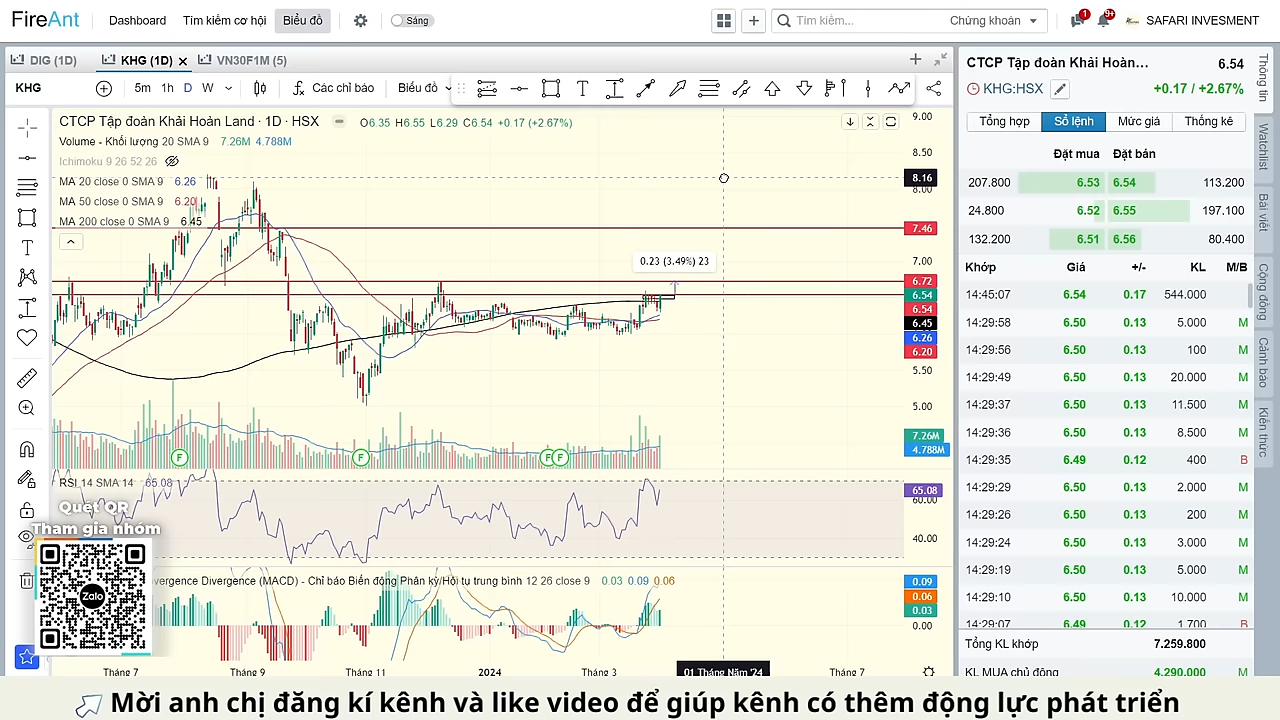 FireAnt
Dashboard
Tìm kiếm cơ hội
Biểu đồ
Sáng
Tìm kiếm.
Chứng khoán
1
9+
SAFARI INVESMENT
DIG (1D)
KHG (1D)
VN30F1M (5)
KHG
5m 1h D W
Các chỉ báo
Biểu đồ
CTCP Tập đoàn Khải Hoàn Land · 1D · HSX
O6.35 H6.55 L6.29 C6.54 +0.17 (+2.67%)
Volume - Khối lượng 20 SMA 9 7.26M 4.788M
Ichimoku 9 26 52 26
MA 20 close 0 SMA 9 6.26
MA 50 close 0 SMA 9 6.20
MA 200 close 0 SMA 9 6.45
0.23 (3.49%) 23
9.00
8.50
8.16
8.00
7.46
7.00
6.72
6.54
6.54
6.45
6.26
6.20
5.50
5.00
7.26M
4.788M
F
F
F
F
RSI 14 SMA 14 65.08
65.08
60.00
40.00
Quét QR
Tham gia nhóm
Zalo
vergence Divergence (MACD) - Chỉ báo Biến động Phân kỳ/Hội tụ trung bình 12 26 close 9 0.03 0.09 0.06
0.09
0.06
0.03
0.00
Tháng 7
Tháng 9
Tháng 11
2024
Tháng 3
01 Tháng Năm '24
Tháng 7
CTCP Tập đoàn Khải Hoàn...
6.54
KHG:HSX
+0.17 / +2.67%
Tổng hợp
Sổ lệnh
Mức giá
Thống kê
Đặt mua Đặt bán
207.800 6.53 6.54 113.200
24.800 6.52 6.55 197.100
132.200 6.51 6.56 80.400
Khớp Giá +/- KL M/B
14:45:07 6.54 0.17 544.000
14:29:58 6.50 0.13 5.000 M
14:29:56 6.50 0.13 100 M
14:29:49 6.50 0.13 20.000 M
14:29:37 6.50 0.13 11.500 M
14:29:36 6.50 0.13 8.500 M
14:29:35 6.49 0.12 400 B
14:29:29 6.50 0.13 2.000 M
14:29:26 6.50 0.13 200 M
14:29:24 6.50 0.13 3.000 M
14:29:19 6.50 0.13 5.000 M
14:29:10 6.50 0.13 10.000 M
14:29:07 6.49 0.12 1.700 B
Tổng KL khớp 7.259.800
KL MUA chủ động 4.290.000
Thông tin
Watchlist
Bài viết
Cộng đồng
Cảnh báo
Kiến thức
Mời anh chị đăng kí kênh và like video để giúp kênh có thêm động lực phát triển